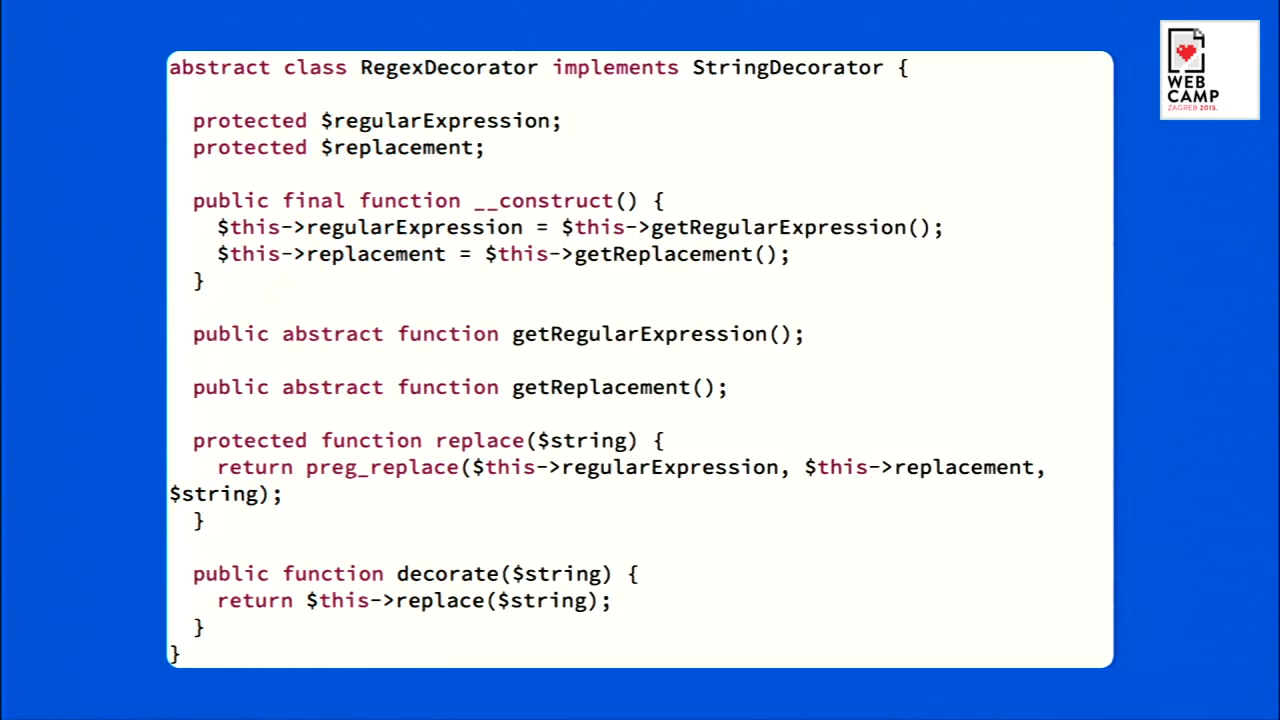 abstract class RegexDecorator implements StringDecorator {
protected $regularExpression;
protected $replacement;
public final function __construct() {
$this->regularExpression = $this->getRegularExpression();
$this->replacement = $this->getReplacement();
}
public abstract function getRegularExpression();
public abstract function getReplacement();
protected function replace($string) {
return preg_replace($this->regularExpression, $this->replacement,
$string);
}
public function decorate($string) {
return $this->replace($string);
}
}
WEB
CAMP
ZAGREB 2015.